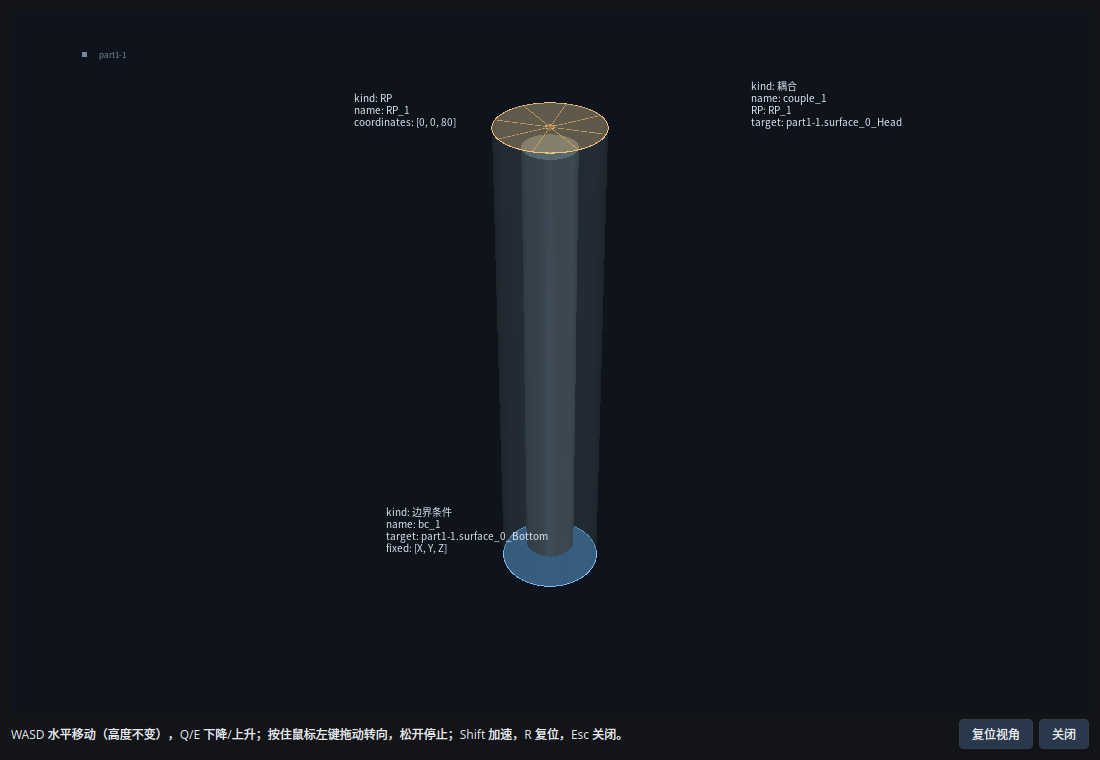 part1-1
kind: RP
name: RP_1
coordinates: [0, 0, 80]
kind: 耦合
name: couple_1
RP: RP_1
target: part1-1.surface_0_Head
kind: 边界条件
name: bc_1
target: part1-1.surface_0_Bottom
fixed: [X, Y, Z]
WASD 水平移动（高度不变），Q/E 下降/上升；按住鼠标左键拖动转向，松开停止；Shift 加速，R 复位，Esc 关闭。
复位视角
关闭